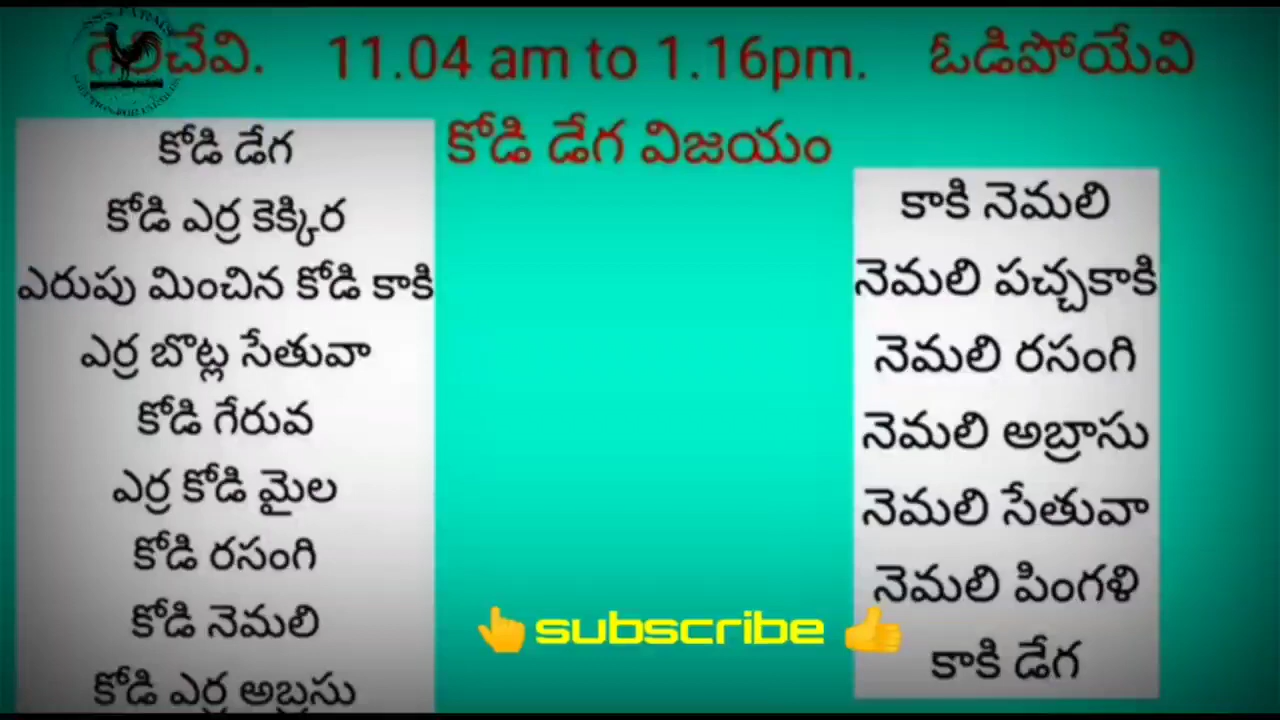 గెలిచేవి. 11.04 am to 1.16pm. ఓడిపోయేవి
కోడి డేగ విజయం
కోడి డేగ
కోడి ఎర్ర కెక్కిర
ఎరుపు మించిన కోడి కాకి
ఎర్ర బొట్ల సేతువా
కోడి గేరువ
ఎర్ర కోడి మైల
కోడి రసంగి
కోడి నెమలి
కోడి ఎర్ర అబ్రసు
కాకి నెమలి
నెమలి పచ్చకాకి
నెమలి రసంగి
నెమలి అబ్రాసు
నెమలి సేతువా
నెమలి పింగళి
కాకి డేగ
subscribe